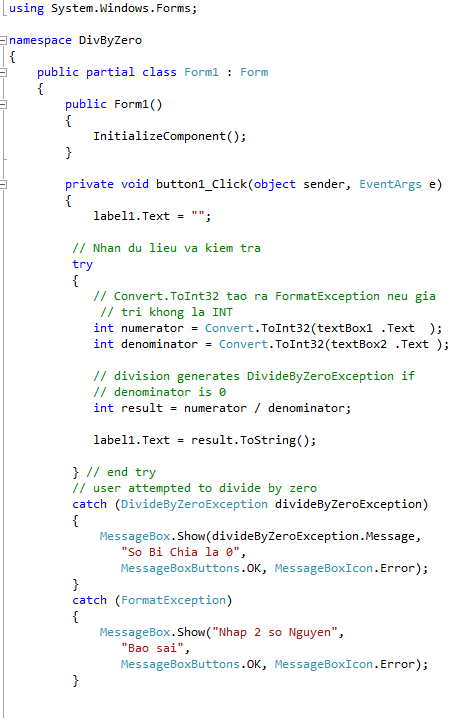 using System.Windows.Forms;
namespace DivByZero
{
public partial class Form1 : Form
{
public Form1()
{
InitializeComponent();
}
private void button1_Click(object sender, EventArgs e)
{
label1.Text = "";
// Nhan du lieu va kiem tra
try
{
// Convert.ToInt32 tao ra FormatException neu gia
// tri khong la INT
int numerator = Convert.ToInt32(textBox1 .Text  );
int denominator = Convert.ToInt32(textBox2 .Text );
// division generates DivideByZeroException if
// denominator is 0
int result = numerator / denominator;
label1.Text = result.ToString();
} // end try
// user attempted to divide by zero
catch (DivideByZeroException divideByZeroException)
{
MessageBox.Show(divideByZeroException.Message,
"So Bi Chia la 0",
MessageBoxButtons.OK, MessageBoxIcon.Error);
}
catch (FormatException)
{
MessageBox.Show("Nhap 2 so Nguyen",
"Bao sai",
MessageBoxButtons.OK, MessageBoxIcon.Error);
}